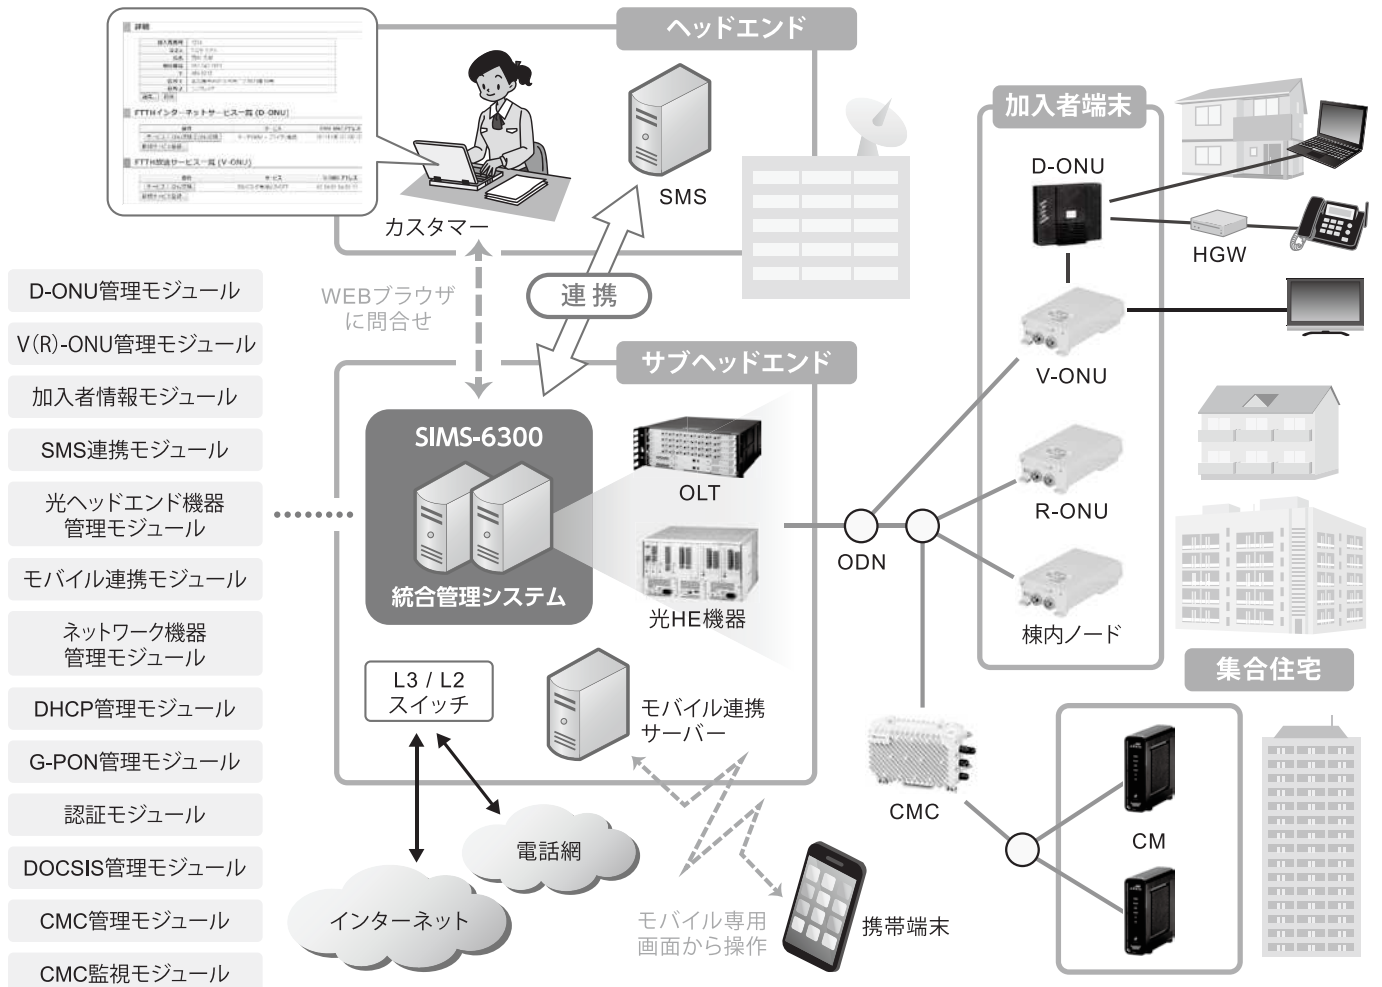 詳細
FTTHインターネットサービス一覧 (D-ONU)
FTTH放送サービス一覧 (V-ONU)
ヘッドエンド
SMS
カスタマー
WEBブラウザ
に問合せ
連携
加入者端末
D-ONU
HGW
V-ONU
R-ONU
棟内ノード
集合住宅
D-ONU管理モジュール
V(R)-ONU管理モジュール
加入者情報モジュール
SMS連携モジュール
光ヘッドエンド機器
管理モジュール
モバイル連携モジュール
ネットワーク機器
管理モジュール
DHCP管理モジュール
G-PON管理モジュール
認証モジュール
DOCSIS管理モジュール
CMC管理モジュール
CMC監視モジュール
サブヘッドエンド
SIMS-6300
統合管理システム
OLT
光HE機器
ODN
L3 / L2
スイッチ
モバイル連携
サーバー
電話網
インターネット
モバイル専用
画面から操作
携帯端末
CMC
CM